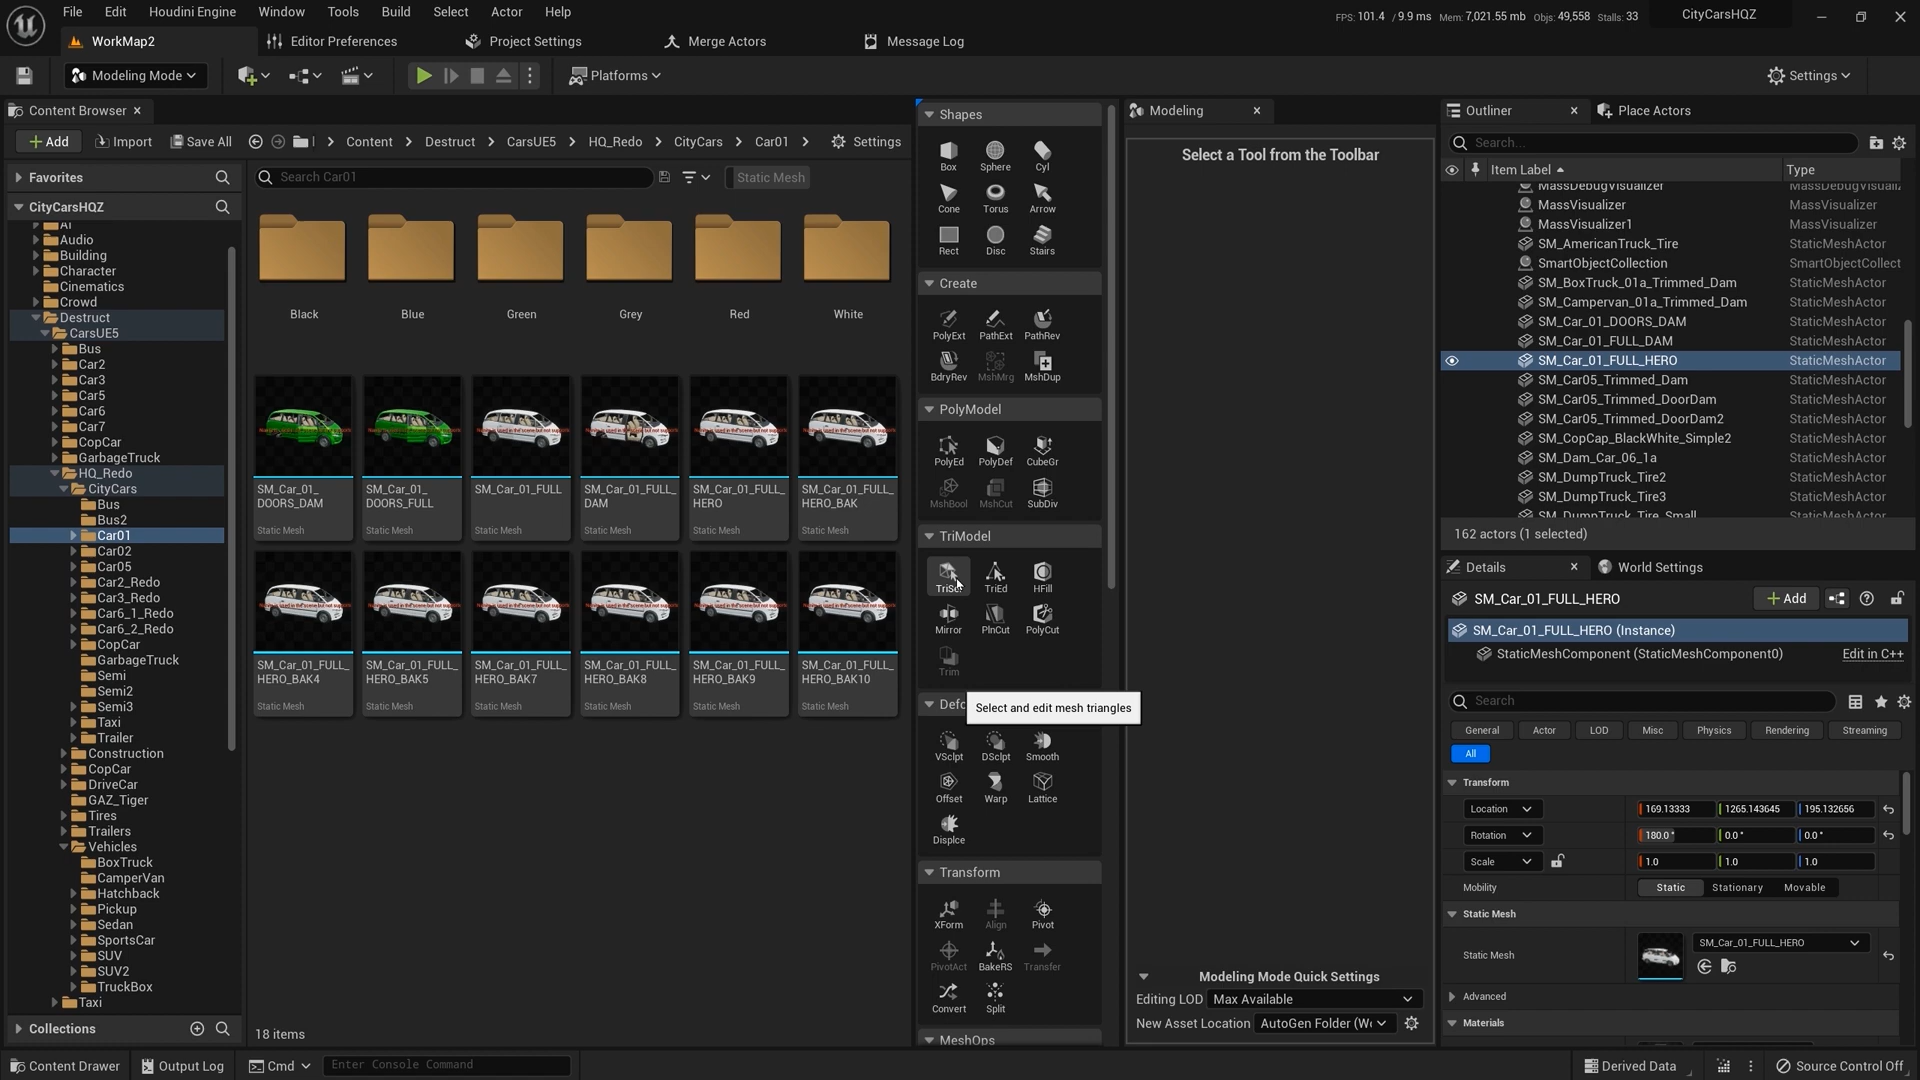 File Edit Houdini Engine Window Tools Build Select Actor Help
FPS: 101.4 / 9.9 ms Mem: 7,021.55 mb Objs: 49,558 Stalls: 33
CityCarsHQZ
WorkMap2
Editor Preferences
Project Settings
Merge Actors
Message Log
Modeling Mode
Platforms
Settings
Content Browser
Add Import Save All
Content > Destruct > CarsUE5 > HQ_Redo > CityCars > Car01 >
Settings
Favorites
CityCarsHQZ
AI
Audio
Building
Character
Cinematics
Crowd
Destruct
CarsUE5
Bus
Car2
Car3
Car5
Car6
Car7
CopCar
GarbageTruck
HQ_Redo
CityCars
Bus
Bus2
Car01
Car02
Car05
Car2_Redo
Car3_Redo
Car6_1_Redo
Car6_2_Redo
CopCar
GarbageTruck
Semi
Semi2
Semi3
Taxi
Trailer
Construction
CopCar
DriveCar
GAZ_Tiger
Tires
Trailers
Vehicles
BoxTruck
CamperVan
Hatchback
Pickup
Sedan
SportsCar
SUV
SUV2
TruckBox
Taxi
Collections
Search Car01
Static Mesh
Black Blue Green Grey Red White
SM_Car_01_ DOORS_DAM
Static Mesh
SM_Car_01_ DOORS_FULL
Static Mesh
SM_Car_01_FULL
Static Mesh
SM_Car_01_FULL_ DAM
Static Mesh
SM_Car_01_FULL_ HERO
Static Mesh
SM_Car_01_FULL_ HERO_BAK
Static Mesh
SM_Car_01_FULL_ HERO_BAK4
Static Mesh
SM_Car_01_FULL_ HERO_BAK5
Static Mesh
SM_Car_01_FULL_ HERO_BAK7
Static Mesh
SM_Car_01_FULL_ HERO_BAK8
Static Mesh
SM_Car_01_FULL_ HERO_BAK9
Static Mesh
SM_Car_01_FULL_ HERO_BAK10
Static Mesh
18 items
Shapes
Box Sphere Cyl
Cone Torus Arrow
Rect Disc Stairs
Create
PolyExt PathExt PathRev
BdryRev MshMrg MshDup
PolyModel
PolyEd PolyDef CubeGr
MshBool MshCut SubDiv
TriModel
TriEd HFill
Mirror PlnCut PolyCut
Trim
Select and edit mesh triangles
VSclpt DSclpt Smooth
Offset Warp Lattice
Displce
Transform
XForm Align Pivot
PivotAct BakeRS Transfer
Convert Split
MeshOps
Modeling
Select a Tool from the Toolbar
Modeling Mode Quick Settings
Editing LOD Max Available
New Asset Location AutoGen Folder
Outliner
Place Actors
Search...
Item Label Type
MassDebugVisualizer MassDebugVisualiz
MassVisualizer MassVisualizer
MassVisualizer1 MassVisualizer
SM_AmericanTruck_Tire StaticMeshActor
SmartObjectCollection SmartObjectCollect
SM_BoxTruck_01a_Trimmed_Dam StaticMeshActor
SM_Campervan_01a_Trimmed_Dam StaticMeshActor
SM_Car_01_DOORS_DAM StaticMeshActor
SM_Car_01_FULL_DAM StaticMeshActor
SM_Car_01_FULL_HERO StaticMeshActor
SM_Car05_Trimmed_Dam StaticMeshActor
SM_Car05_Trimmed_DoorDam StaticMeshActor
SM_Car05_Trimmed_DoorDam2 StaticMeshActor
SM_CopCap_BlackWhite_Simple2 StaticMeshActor
SM_Dam_Car_06_1a StaticMeshActor
SM_DumpTruck_Tire2 StaticMeshActor
SM_DumpTruck_Tire3 StaticMeshActor
SM_DumpTruck_Tire_Small StaticMeshActor
162 actors (1 selected)
Details
World Settings
SM_Car_01_FULL_HERO
Add
SM_Car_01_FULL_HERO (Instance)
StaticMeshComponent (StaticMeshComponent0) Edit in C++
Search
General Actor LOD Misc Physics Rendering Streaming
All
Transform
Location 169.13333 1265.143645 195.132656
Rotation 180.0 ° 0.0 ° 0.0 °
Scale 1.0 1.0 1.0
Mobility Static Stationary Movable
Static Mesh
Static Mesh SM_Car_01_FULL_HERO
Advanced
Materials
Content Drawer Output Log Cmd Enter Console Command
Derived Data
Source Control Off